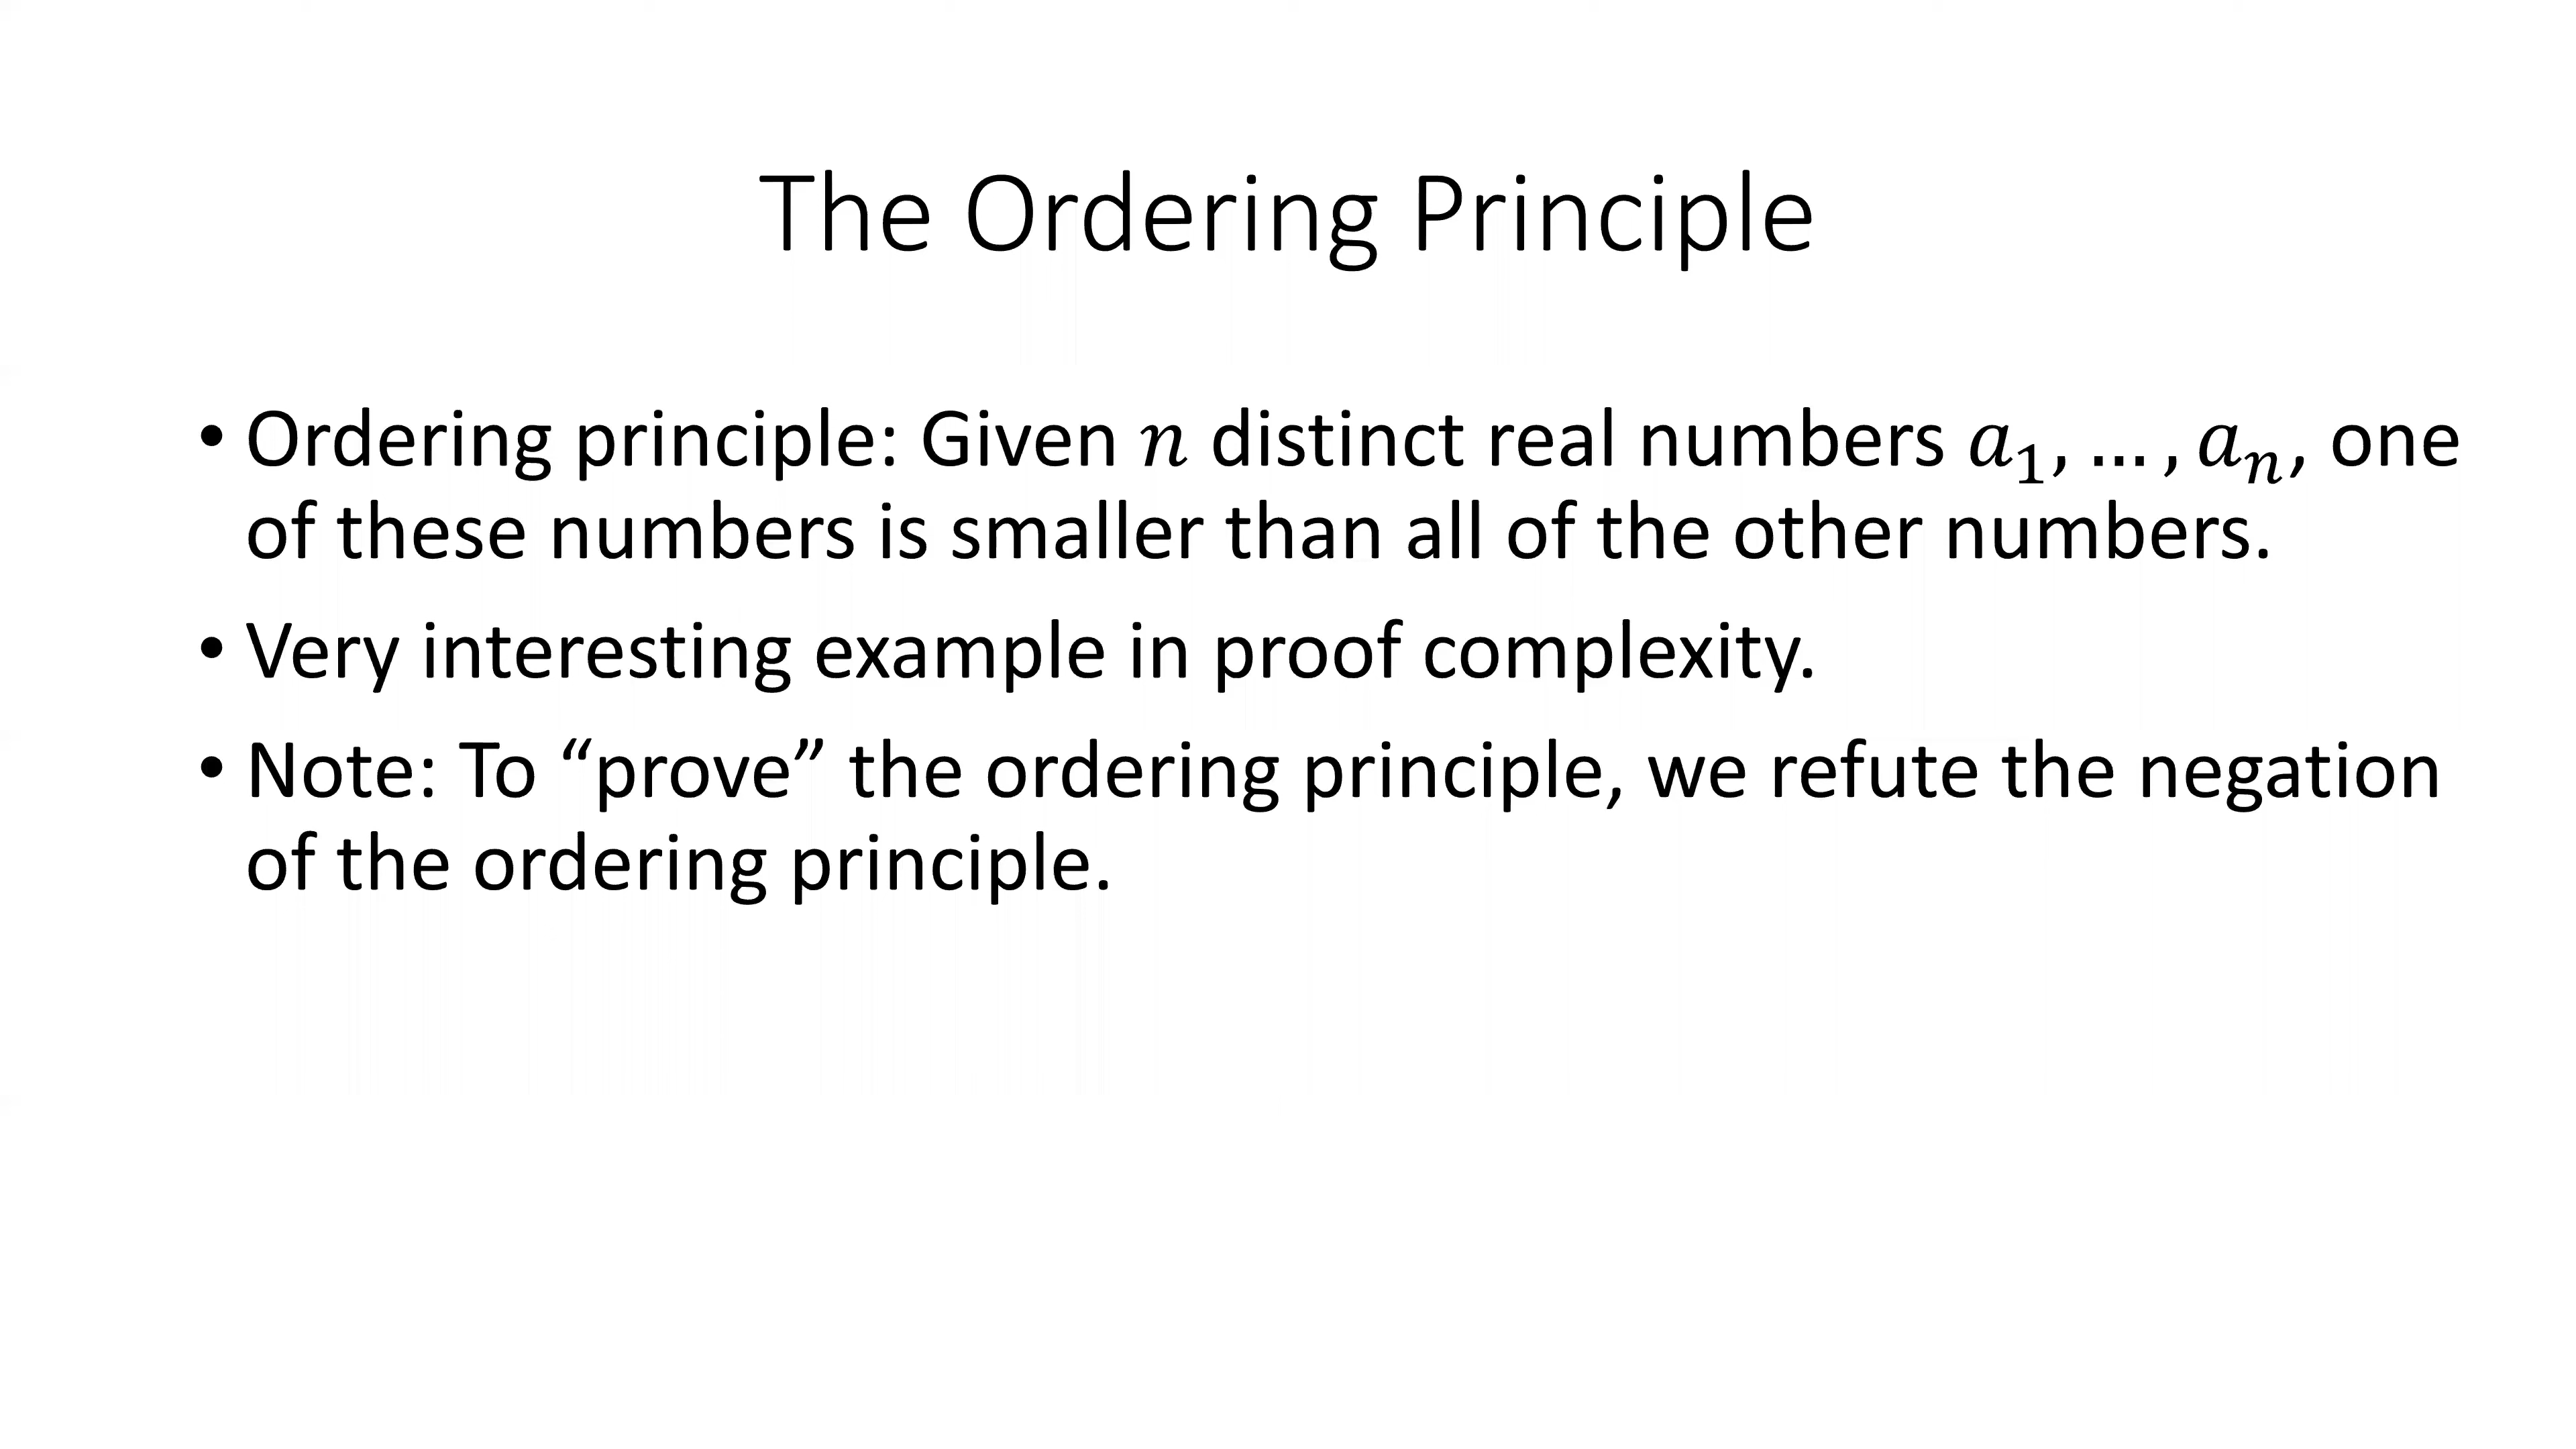 The Ordering Principle
• Ordering principle: Given 𝑛 distinct real numbers 𝑎₁, … , 𝑎ₙ, one
of these numbers is smaller than all of the other numbers.
• Very interesting example in proof complexity.
• Note: To “prove” the ordering principle, we refute the negation
of the ordering principle.